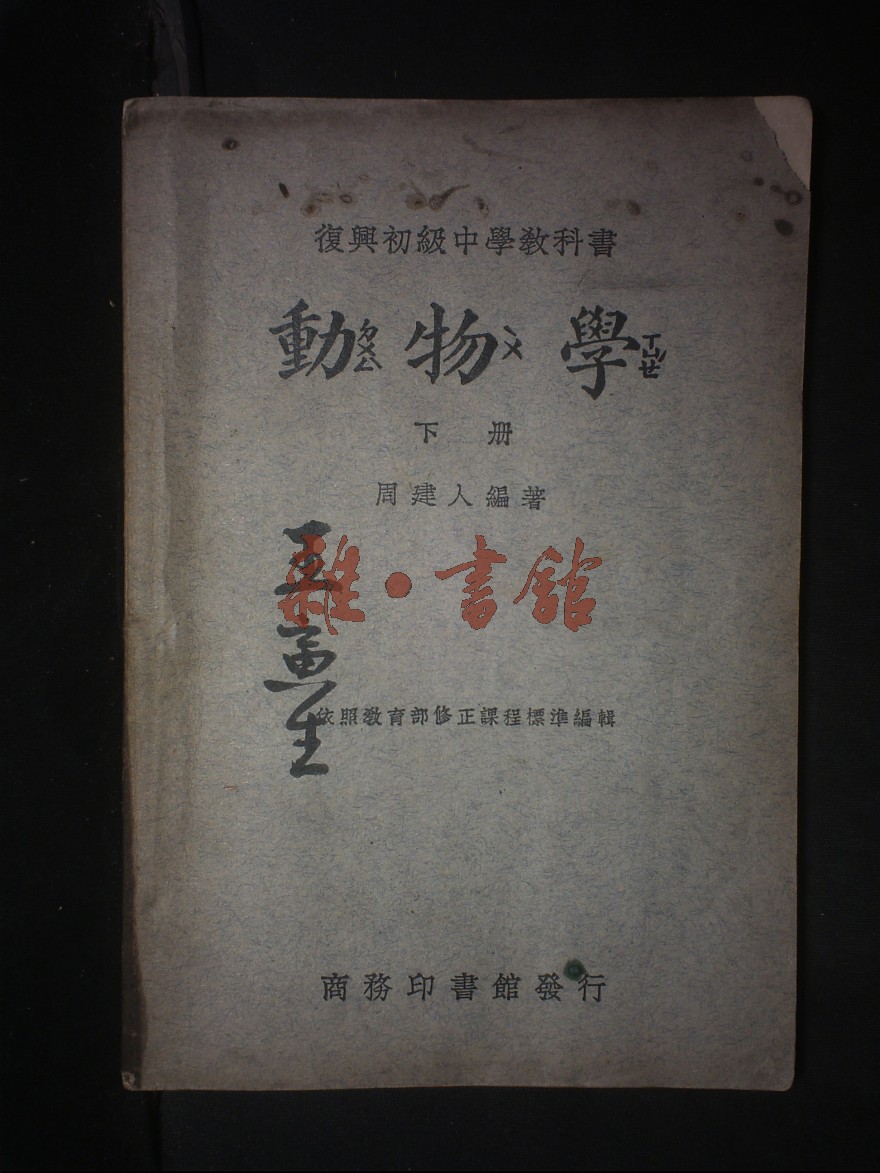 復興初級中學教科書
動ㄉㄨㄥ物ㄨ學ㄒㄩㄝ
下 册
周建人編著
雜·書館
依照教育部修正課程標準編輯
商務印書館發行